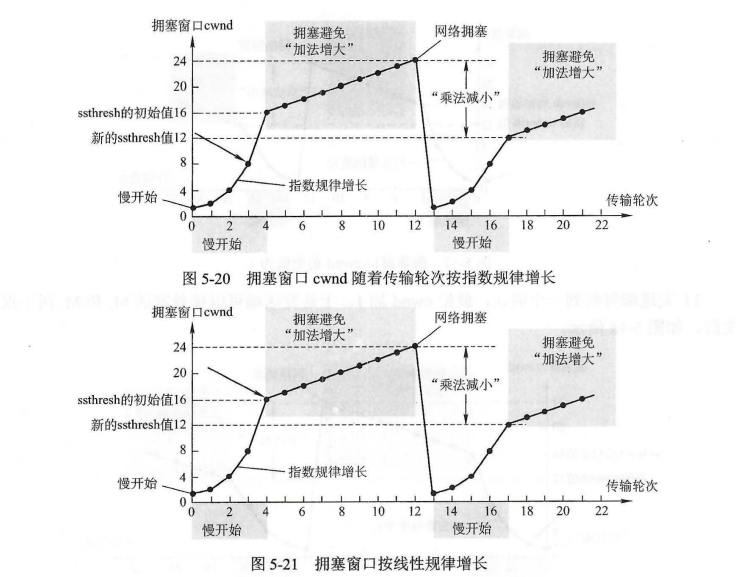 拥塞窗口cwnd
拥塞避免
“加法增大”
网络拥塞
拥塞避免
“加法增大”
24
20
“乘法减小”
ssthresh的初始值16
新的ssthresh值12
8
指数规律增长
4
慢开始
传输轮次
0 2 4 6 8 10 12 14 16 18 20 22
慢开始 慢开始
图 5-20 拥塞窗口 cwnd 随着传输轮次按指数规律增长
拥塞窗口cwnd
拥塞避免
“加法增大”
网络拥塞
拥塞避免
“加法增大”
24
20
“乘法减小”
ssthresh的初始值16
新的ssthresh值12
8
指数规律增长
4
慢开始
传输轮次
0 2 4 6 8 10 12 14 16 18 20 22
慢开始 慢开始
图 5-21 拥塞窗口按线性规律增长